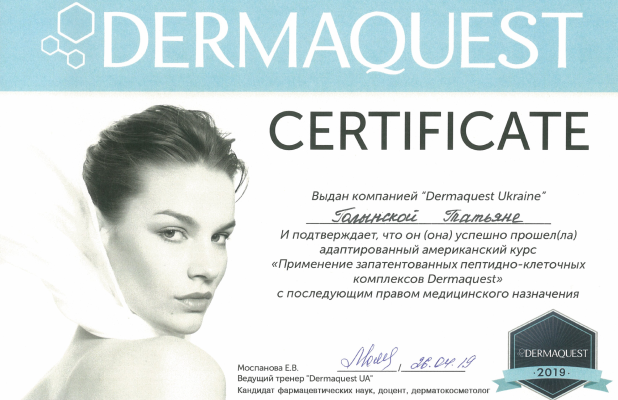 DERMAQUEST
CERTIFICATE
Выдан компанией "Dermaquest Ukraine"
Голынской Татьяне
И подтверждает, что он (она) успешно прошел(ла)
адаптированный американский курс
«Применение запатентованных пептидно-клеточных
комплексов Dermaquest»
с последующим правом медицинского назначения
Моспанова Е.В. / 26.04.19
Ведущий тренер "Dermaquest UA"
Кандидат фармацевтических наук, доцент, дерматокосметолог
DERMAQUEST
·2019·